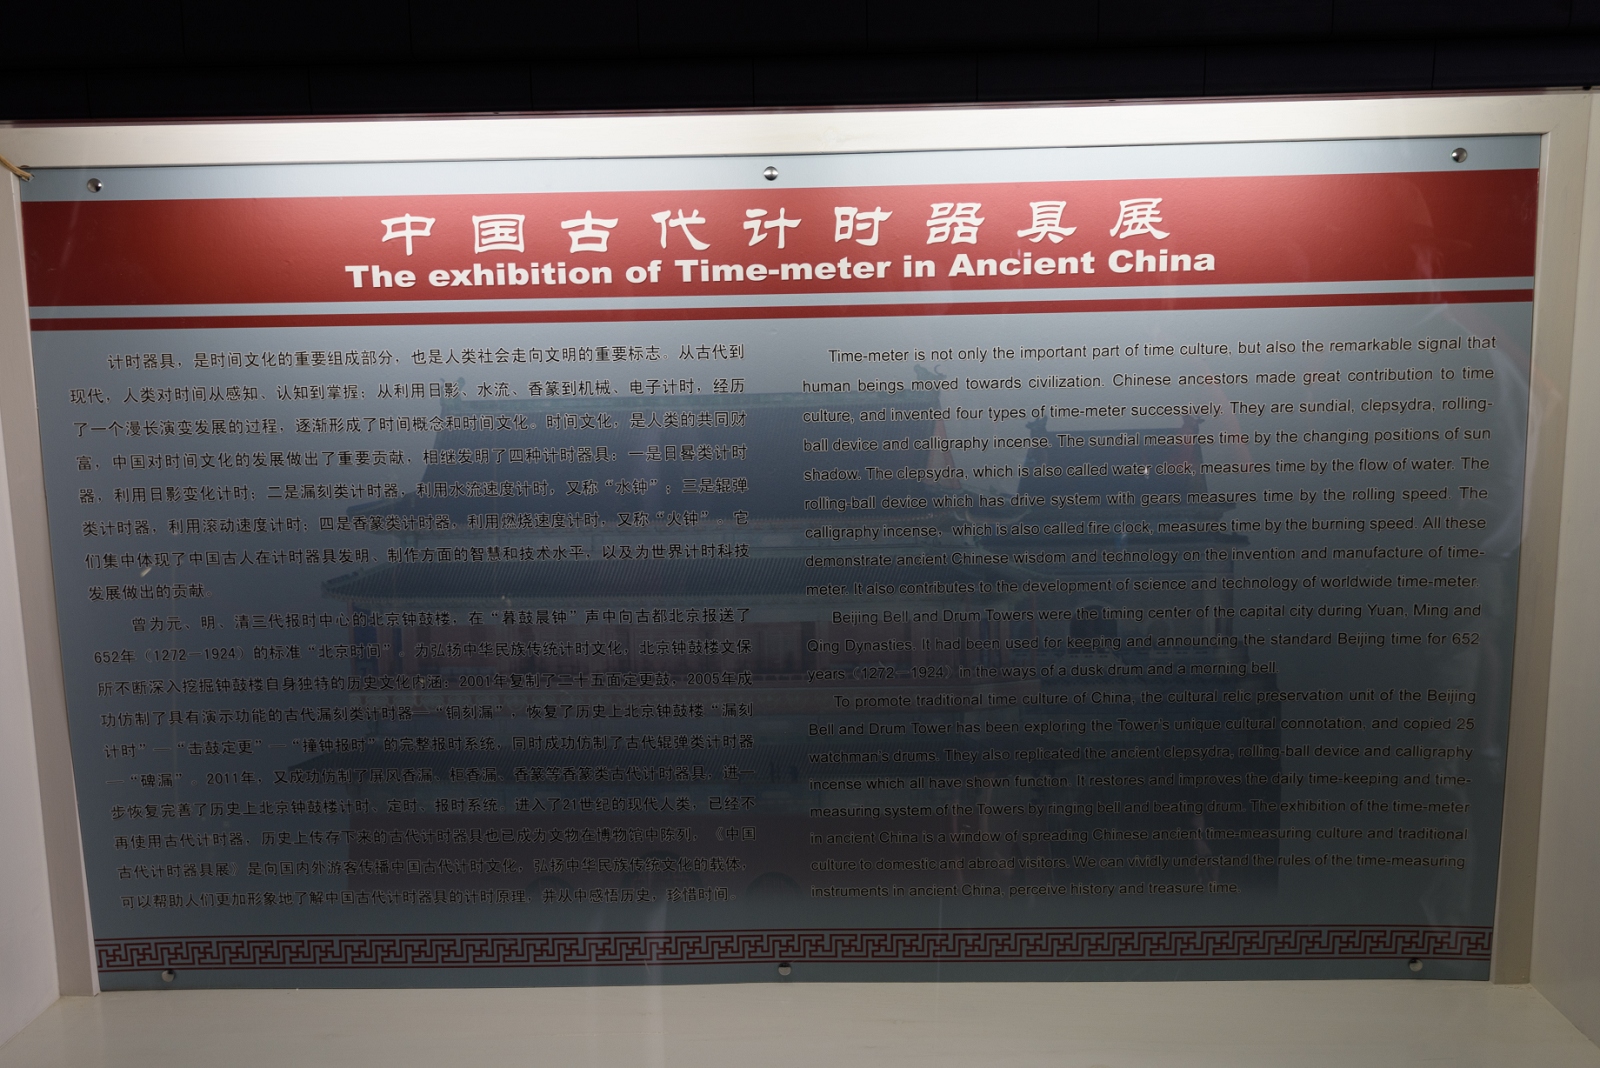 中国古代计时器具展
The exhibition of Time-meter in Ancient China
计时器具，是时间文化的重要组成部分，也是人类社会走向文明的重要标志。从古代到
现代，人类对时间从感知、认知到掌握；从利用日影、水流、香篆到机械、电子计时，经历
了一个漫长演变发展的过程，逐渐形成了时间概念和时间文化。时间文化，是人类的共同财
富，中国对时间文化的发展做出了重要贡献，相继发明了四种计时器具：一是日晷类计时
器，利用日影变化计时；二是漏刻类计时器，利用水流速度计时，又称“水钟”；三是辊弹
类计时器，利用滚动速度计时；四是香篆类计时器，利用燃烧速度计时，又称“火钟”。它
们集中体现了中国古人在计时器具发明、制作方面的智慧和技术水平，以及为世界计时科技
发展做出的贡献。
曾为元、明、清三代报时中心的北京钟鼓楼，在“暮鼓晨钟”声中向古都北京报送了
652年（1272－1924）的标准“北京时间”。为弘扬中华民族传统计时文化，北京钟鼓楼文保
所不断深入挖掘钟鼓楼自身独特的历史文化内涵：2001年复制了二十五面定更鼓，2005年成
功仿制了具有演示功能的古代漏刻类计时器—“铜刻漏”，恢复了历史上北京钟鼓楼“漏刻
计时”—“击鼓定更”—“撞钟报时”的完整报时系统，同时成功仿制了古代辊弹类计时器
—“碑漏”。2011年，又成功仿制了屏风香漏、柜香漏、香篆等香篆类古代计时器具，进一
步恢复完善了历史上北京钟鼓楼计时、定时、报时系统。进入了21世纪的现代人类，已经不
再使用古代计时器，历史上传存下来的古代计时器具也已成为文物在博物馆中陈列，《中国
古代计时器具展》是向国内外游客传播中国古代计时文化，弘扬中华民族传统文化的载体，
可以帮助人们更加形象地了解中国古代计时器具的计时原理，并从中感悟历史，珍惜时间。
Time-meter is not only the important part of time culture, but also the remarkable signal that
human beings moved towards civilization. Chinese ancestors made great contribution to time
culture, and invented four types of time-meter successively. They are sundial, clepsydra, rolling-
ball device and calligraphy incense. The sundial measures time by the changing positions of sun
shadow. The clepsydra, which is also called water clock, measures time by the flow of water. The
rolling-ball device which has drive system with gears measures time by the rolling speed. The
calligraphy incense，which is also called fire clock, measures time by the burning speed. All these
demonstrate ancient Chinese wisdom and technology on the invention and manufacture of time-
meter. It also contributes to the development of science and technology of worldwide time-meter.
Beijing Bell and Drum Towers were the timing center of the capital city during Yuan, Ming and
Qing Dynasties. It had been used for keeping and announcing the standard Beijing time for 652
years（1272—1924）in the ways of a dusk drum and a morning bell.
To promote traditional time culture of China, the cultural relic preservation unit of the Beijing
Bell and Drum Tower has been exploring the Tower's unique cultural connotation, and copied 25
watchman's drums. They also replicated the ancient clepsydra, rolling-ball device and calligraphy
incense which all have shown function. It restores and improves the daily time-keeping and time-
measuring system of the Towers by ringing bell and beating drum. The exhibition of the time-meter
in ancient China is a window of spreading Chinese ancient time-measuring culture and traditional
culture to domestic and abroad visitors. We can vividly understand the rules of the time-measuring
instruments in ancient China, perceive history and treasure time.